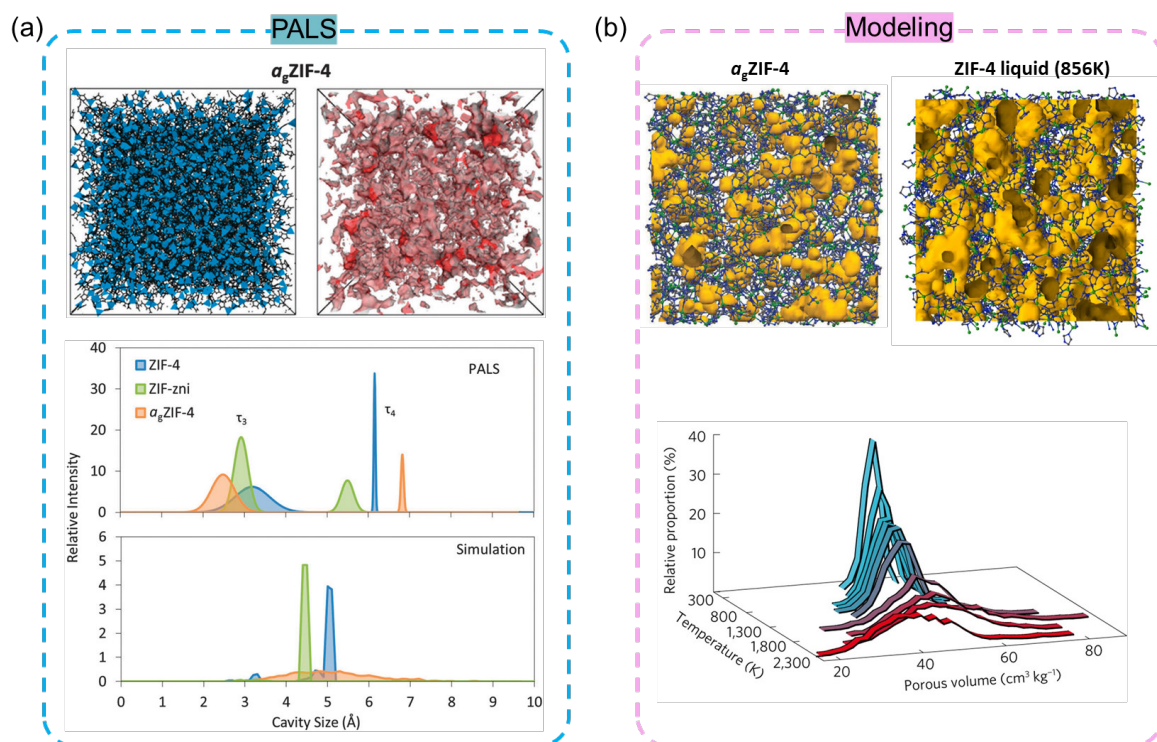 (a)
PALS
agZIF-4
40
30
20
10
0
ZIF-4
ZIF-zni
agZIF-4
τ3
τ4
PALS
Relative Intensity
6
5
4
3
2
1
0
Simulation
0 1 2 3 4 5 6 7 8 9 10
Cavity Size (Å)
(b)
Modeling
agZIF-4
ZIF-4 liquid (856K)
40
30
20
10
Relative proportion (%)
300
800
1,300
1,800
2,300
Temperature (K)
20 40 60 80
Porous volume (cm³ kg⁻¹)